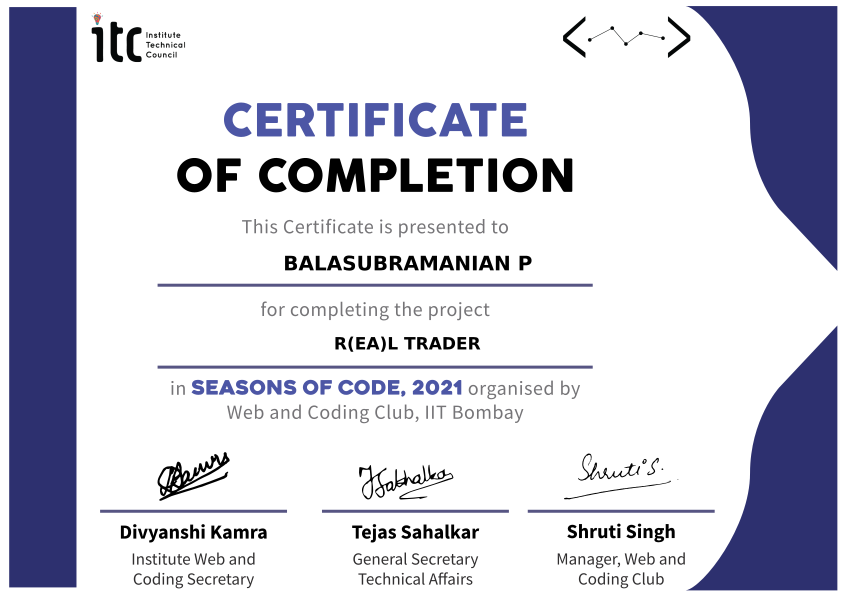 itc Institute
Technical
Council
CERTIFICATE
OF COMPLETION
This Certificate is presented to
BALASUBRAMANIAN P
for completing the project
R(EA)L TRADER
in SEASONS OF CODE, 2021 organised by
Web and Coding Club, IIT Bombay
Shruti S.
Divyanshi Kamra
Institute Web and
Coding Secretary
Tejas Sahalkar
General Secretary
Technical Affairs
Shruti Singh
Manager, Web and
Coding Club